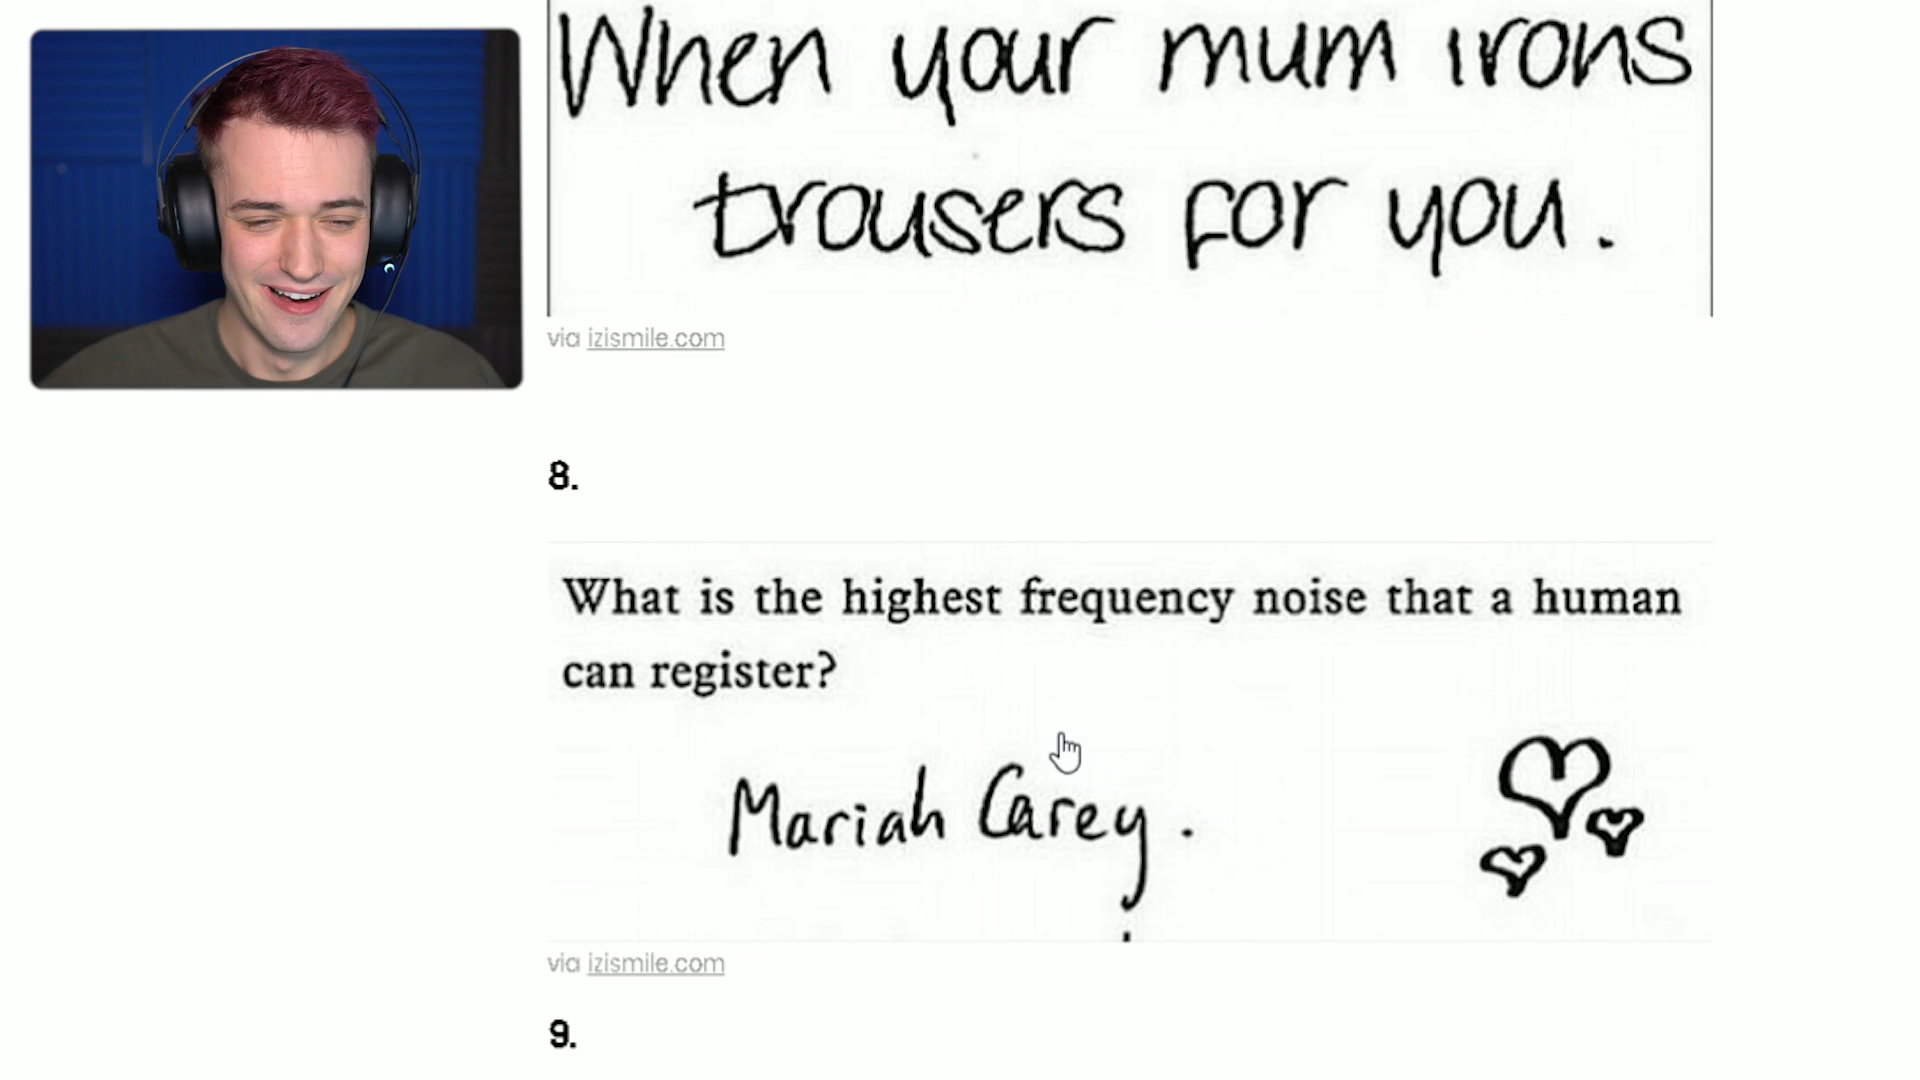 When your mum irons
trousers for you.
via izismile.com
8.
What is the highest frequency noise that a human
can register?
Mariah Carey.
via izismile.com
9.